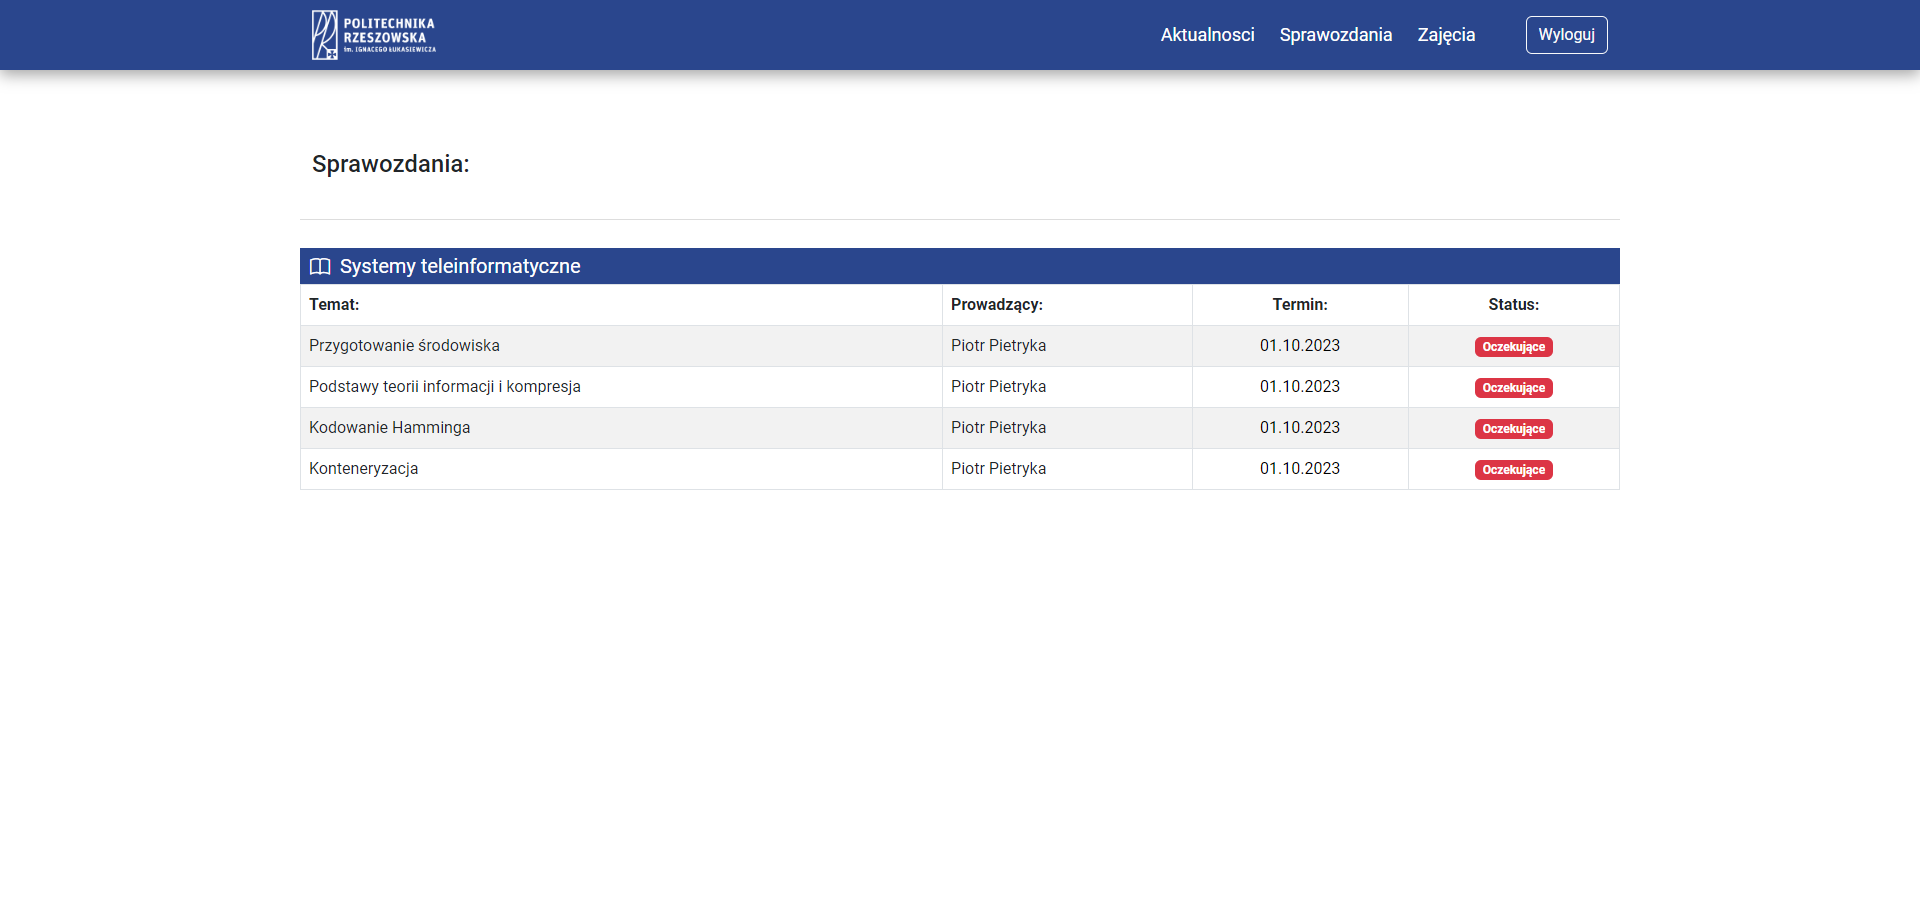 POLITECHNIKA
RZESZOWSKA
im. IGNACEGO ŁUKASIEWICZA
Aktualnosci Sprawozdania Zajęcia Wyloguj
Sprawozdania:
Systemy teleinformatyczne
Temat: Prowadzący: Termin: Status:
Przygotowanie środowiska Piotr Pietryka 01.10.2023 Oczekujące
Podstawy teorii informacji i kompresja Piotr Pietryka 01.10.2023 Oczekujące
Kodowanie Hamminga Piotr Pietryka 01.10.2023 Oczekujące
Konteneryzacja Piotr Pietryka 01.10.2023 Oczekujące